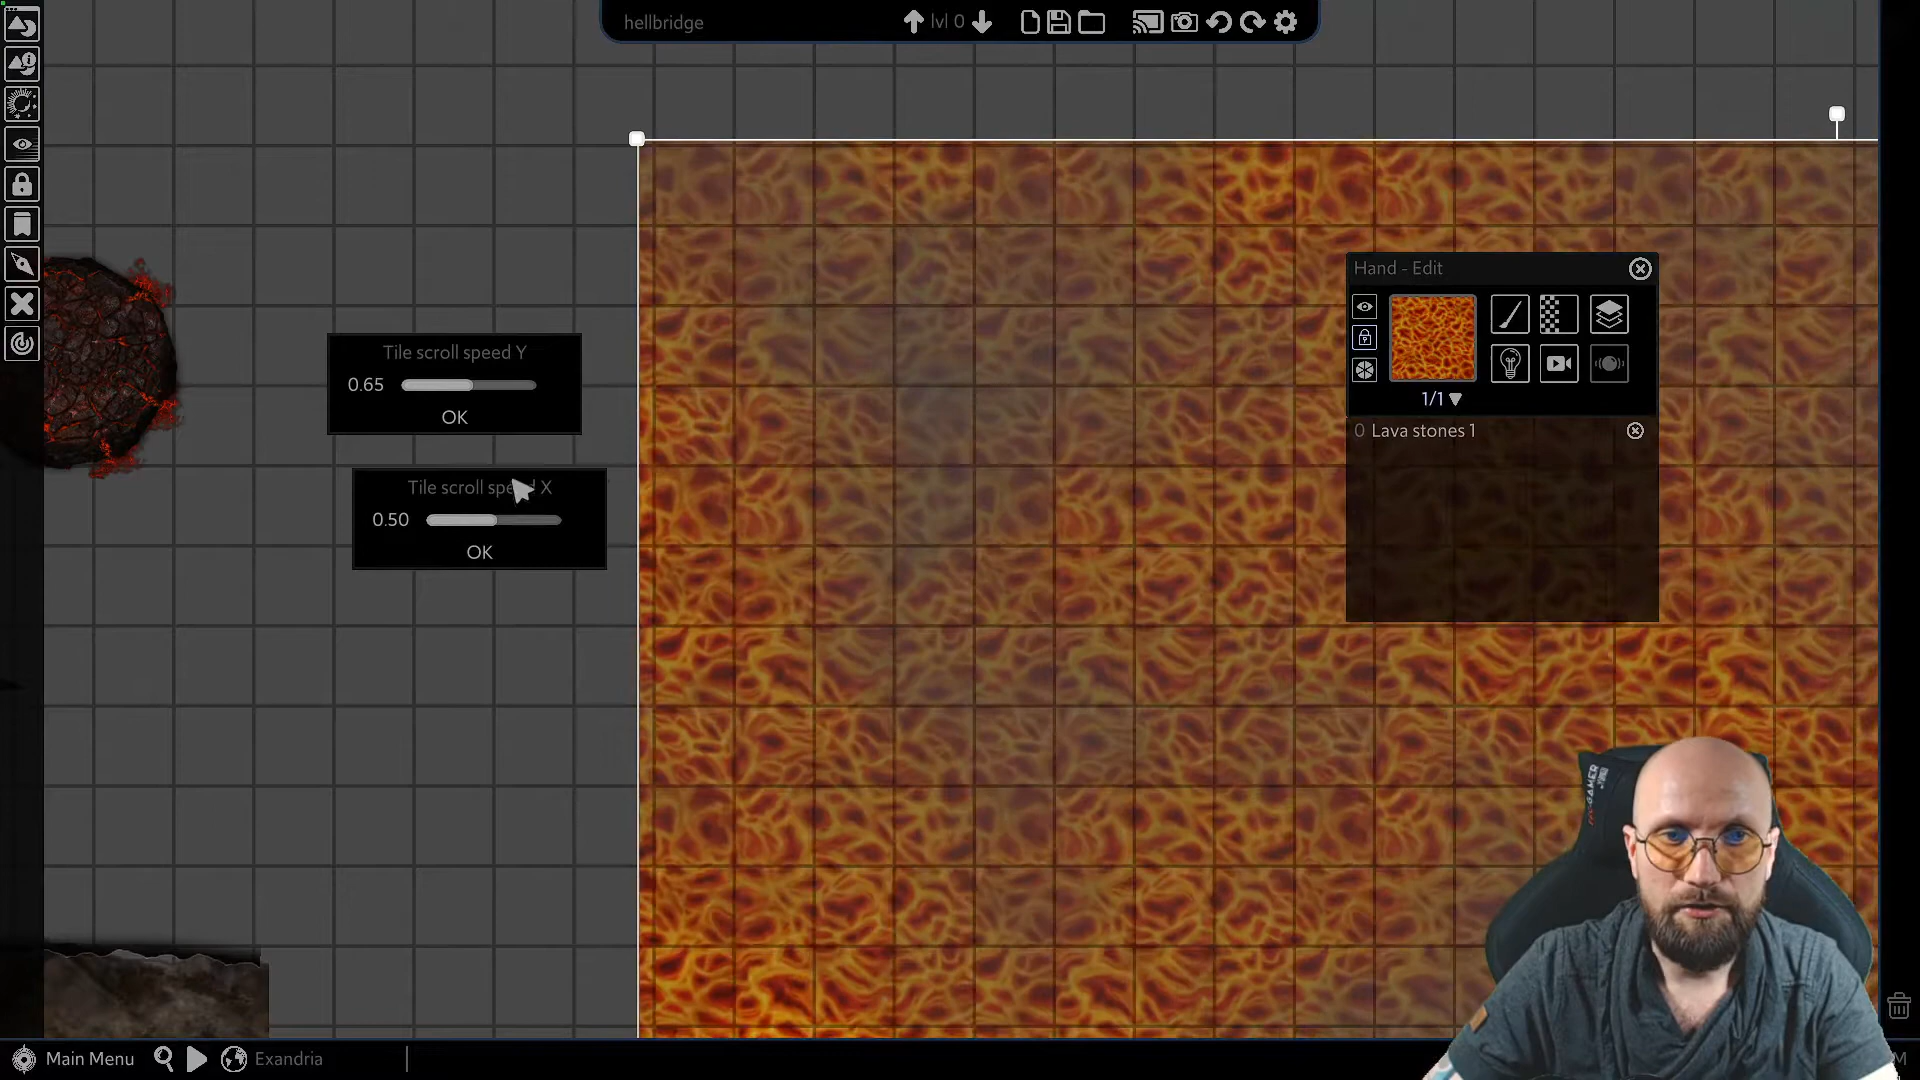 hellbridge
lvl 0
Hand - Edit
Tile scroll speed Y
0.65
OK
1/1
0 Lava stones 1
Tile scroll speed X
0.50
OK
GAMER
Main Menu
Exandria